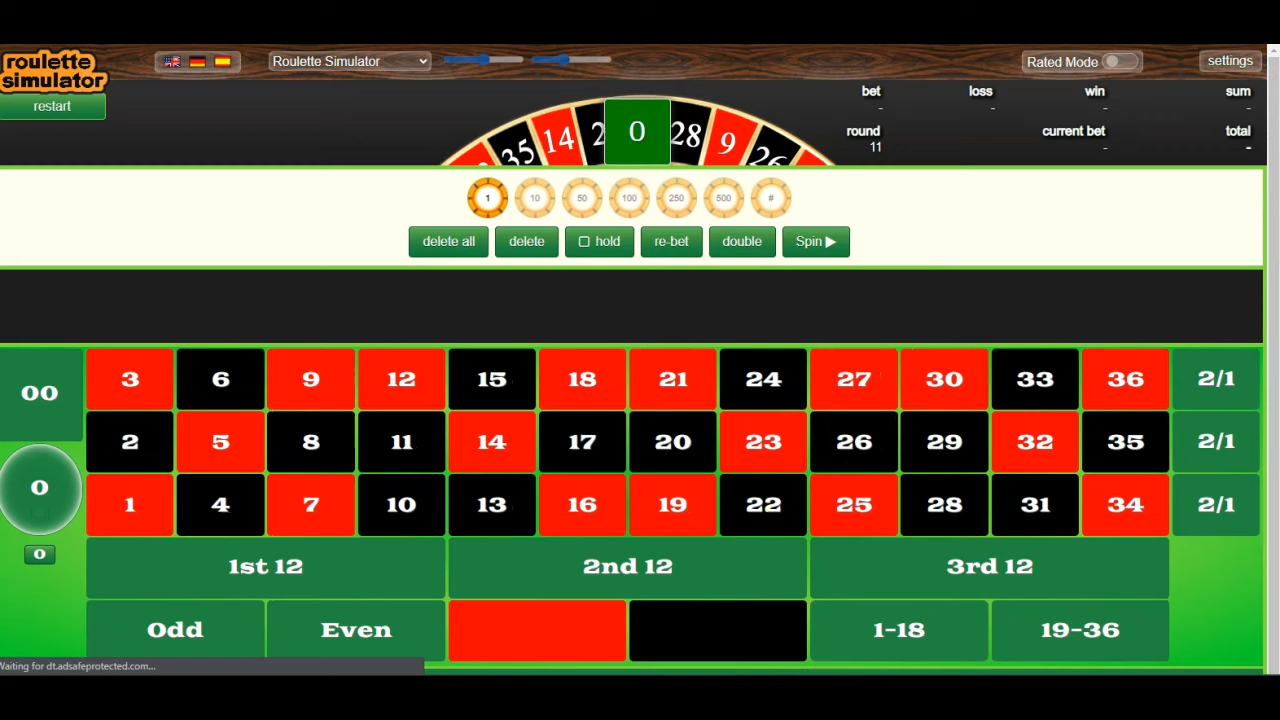 roulette
simulator
Roulette Simulator
Rated Mode
settings
restart
bet
-
loss
-
win
-
sum
-
round
11
current bet
-
total
-
35
14
0
28
9
26
1
10
50
100
250
500
#
delete all
delete
hold
re-bet
double
Spin▶
00
3 6 9 12 15 18 21 24 27 30 33 36 2/1
2 5 8 11 14 17 20 23 26 29 32 35 2/1
0
1 4 7 10 13 16 19 22 25 28 31 34 2/1
0
1st 12
2nd 12
3rd 12
Odd
Even
1-18
19-36
Waiting for dt.adsafeprotected.com...